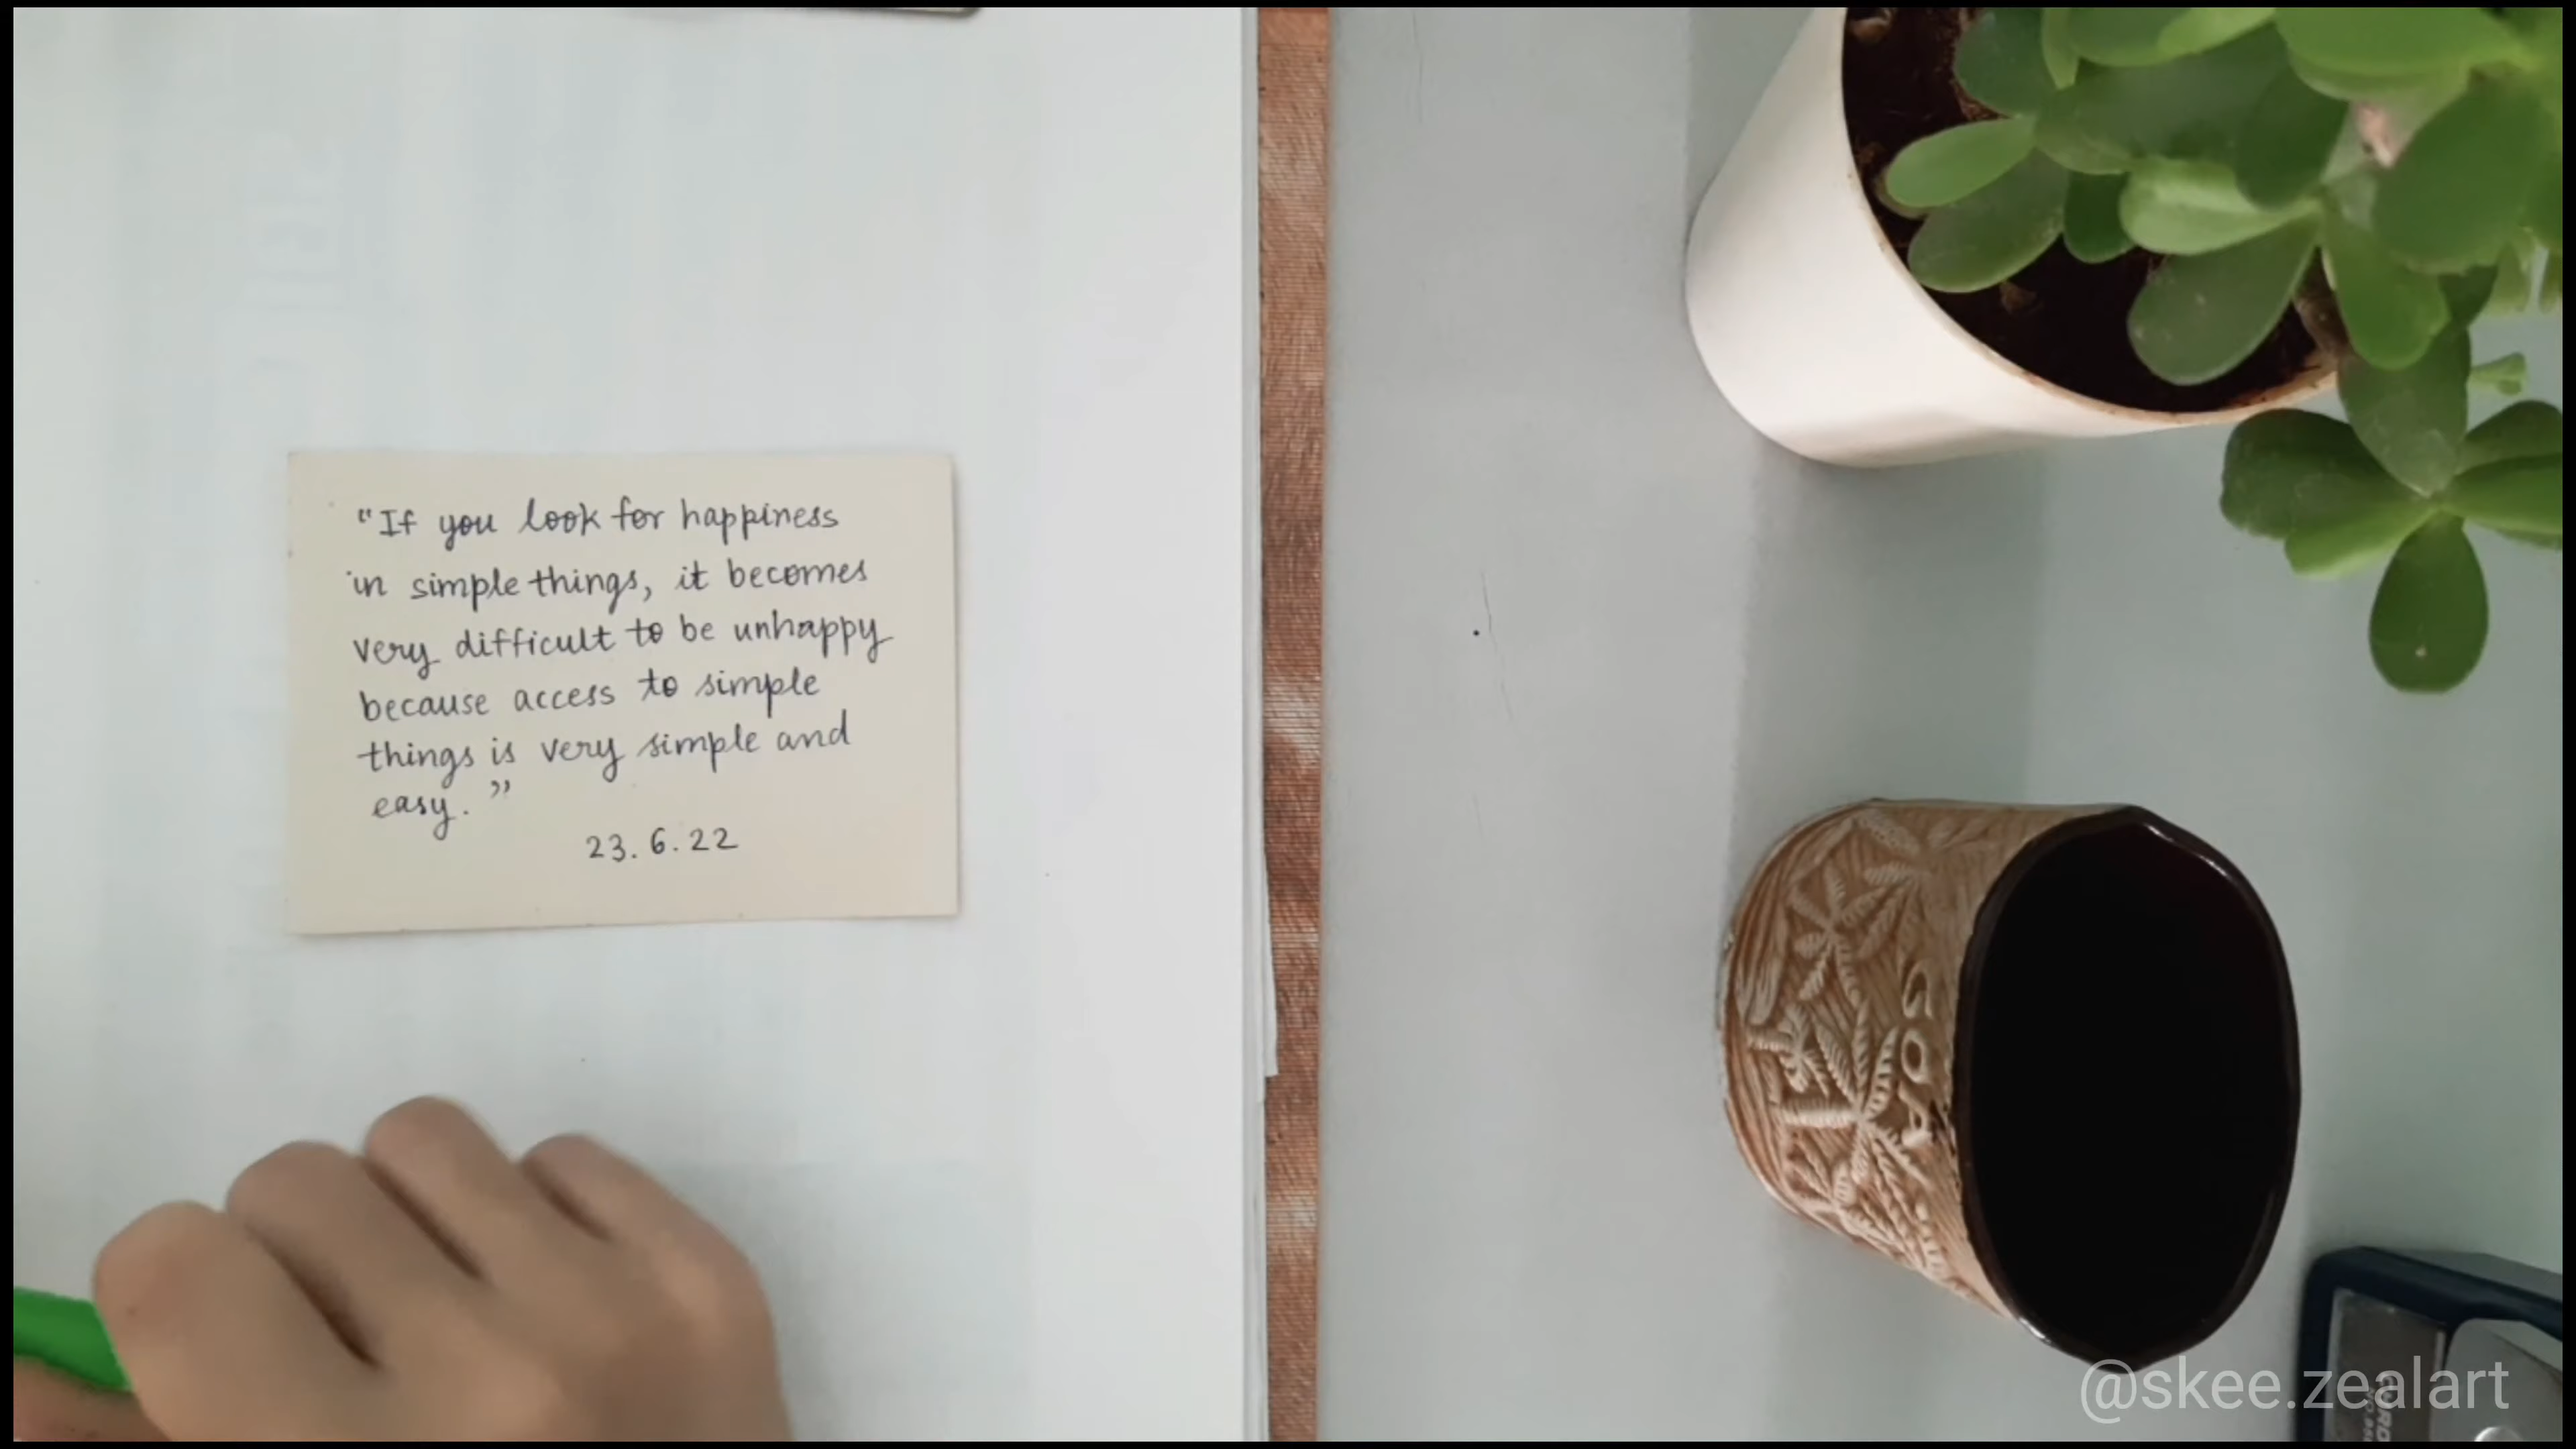 "If you look for happiness
in simple things, it becomes
very difficult to be unhappy
because access to simple
things is very simple and
easy."
23.6.22
GOA
@skee.zealart